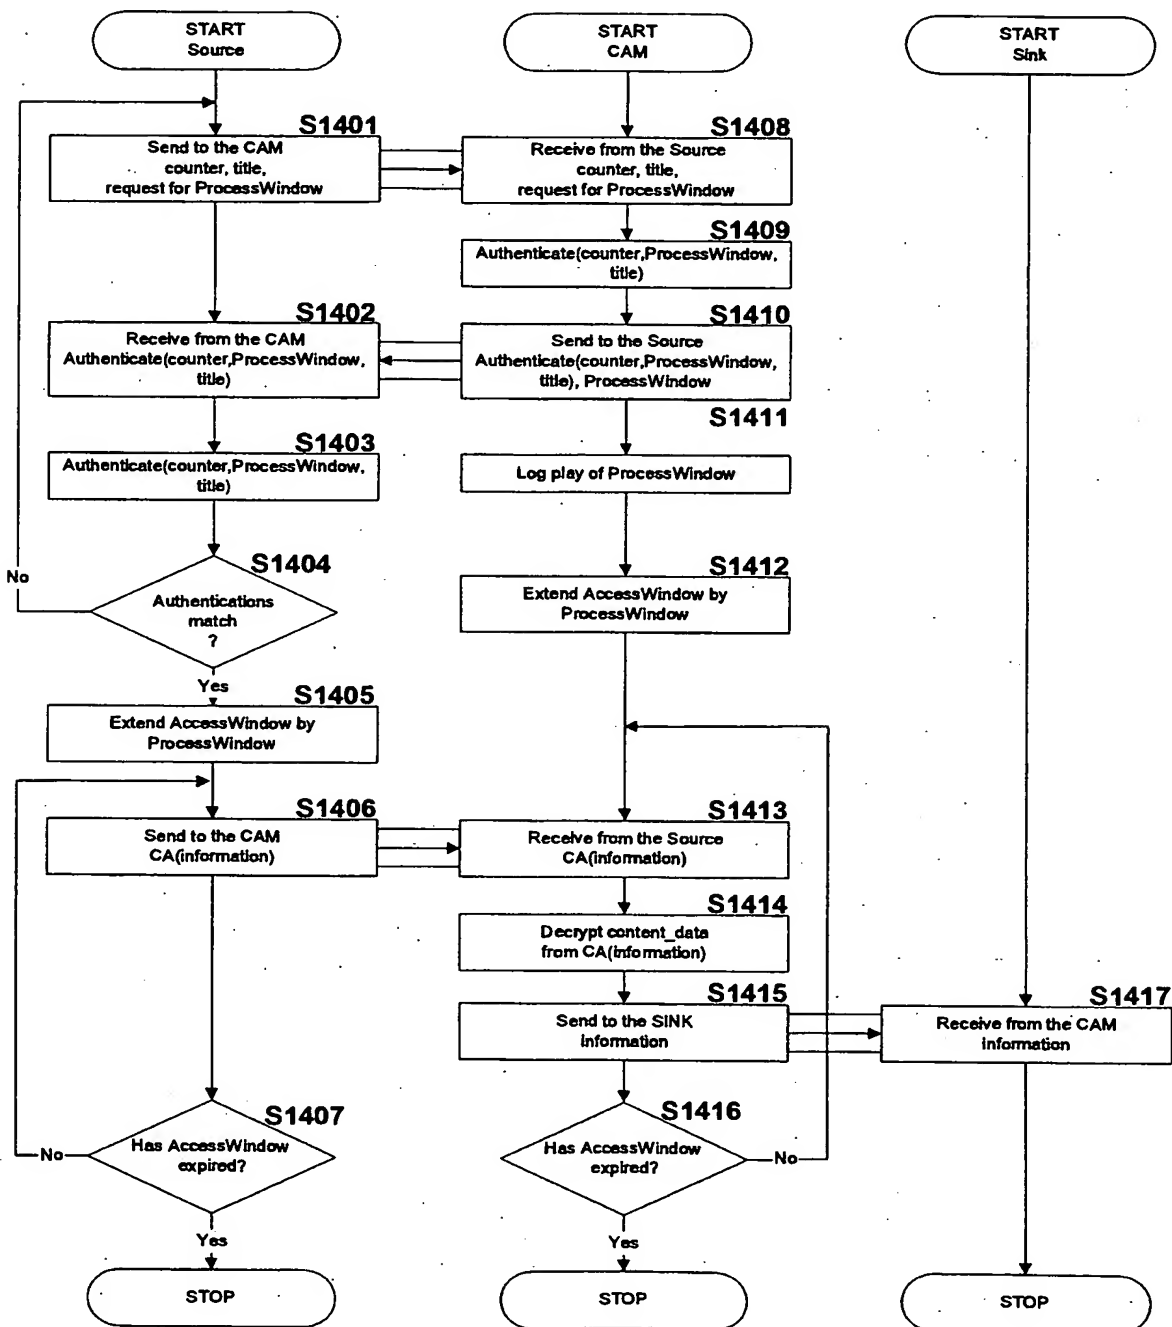 START
Source
START
CAM
START
Sink
S1401
Send to the CAM
counter, title,
request for ProcessWindow
S1408
Receive from the Source
counter, title,
request for ProcessWindow
S1409
Authenticate(counter,ProcessWindow,
title)
S1402
Receive from the CAM
Authenticate(counter,ProcessWindow,
title)
S1410
Send to the Source
Authenticate(counter,ProcessWindow,
title), ProcessWindow
S1411
Log play of ProcessWindow
S1403
Authenticate(counter,ProcessWindow,
title)
S1404
Authentications
match
?
No
Yes
S1412
Extend AccessWindow by
ProcessWindow
S1405
Extend AccessWindow by
ProcessWindow
S1406
Send to the CAM
CA(information)
S1413
Receive from the Source
CA(information)
S1414
Decrypt content_data
from CA(information)
S1415
Send to the SINK
information
S1417
Receive from the CAM
information
S1407
Has AccessWindow
expired?
No
Yes
S1416
Has AccessWindow
expired?
No
Yes
STOP
STOP
STOP